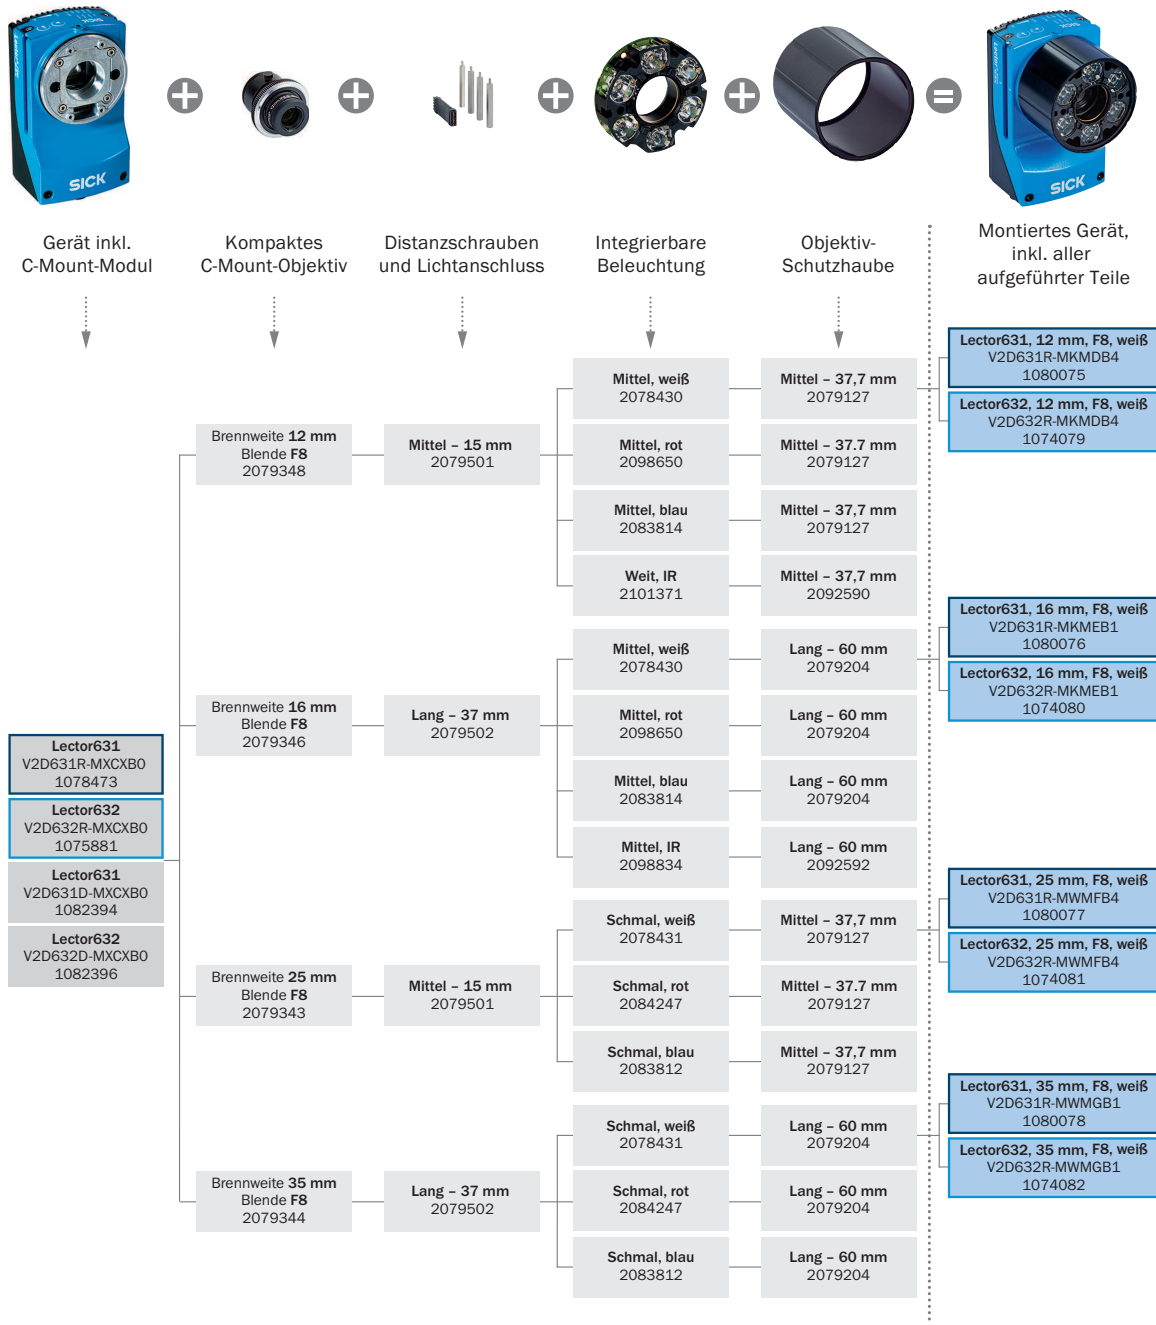 SICK
SICK
Gerät inkl.
C-Mount-Modul
Kompaktes
C-Mount-Objektiv
Distanzschrauben
und Lichtanschluss
Integrierbare
Beleuchtung
Objektiv-
Schutzhaube
Montiertes Gerät,
inkl. aller
aufgeführter Teile
Lector631
V2D631R-MXCXB0
1078473
Lector632
V2D632R-MXCXB0
1075881
Lector631
V2D631D-MXCXB0
1082394
Lector632
V2D632D-MXCXB0
1082396
Brennweite 12 mm
Blende F8
2079348
Mittel – 15 mm
2079501
Mittel, weiß
2078430
Mittel – 37,7 mm
2079127
Mittel, rot
2098650
Mittel – 37.7 mm
2079127
Mittel, blau
2083814
Mittel – 37,7 mm
2079127
Weit, IR
2101371
Mittel – 37,7 mm
2092590
Lector631, 12 mm, F8, weiß
V2D631R-MKMDB4
1080075
Lector632, 12 mm, F8, weiß
V2D632R-MKMDB4
1074079
Brennweite 16 mm
Blende F8
2079346
Lang – 37 mm
2079502
Mittel, weiß
2078430
Lang – 60 mm
2079204
Mittel, rot
2098650
Lang – 60 mm
2079204
Mittel, blau
2083814
Lang – 60 mm
2079204
Mittel, IR
2098834
Lang – 60 mm
2092592
Lector631, 16 mm, F8, weiß
V2D631R-MKMEB1
1080076
Lector632, 16 mm, F8, weiß
V2D632R-MKMEB1
1074080
Brennweite 25 mm
Blende F8
2079343
Mittel – 15 mm
2079501
Schmal, weiß
2078431
Mittel – 37,7 mm
2079127
Schmal, rot
2084247
Mittel – 37.7 mm
2079127
Schmal, blau
2083812
Mittel – 37,7 mm
2079127
Lector631, 25 mm, F8, weiß
V2D631R-MWMFB4
1080077
Lector632, 25 mm, F8, weiß
V2D632R-MWMFB4
1074081
Brennweite 35 mm
Blende F8
2079344
Lang – 37 mm
2079502
Schmal, weiß
2078431
Lang – 60 mm
2079204
Schmal, rot
2084247
Lang – 60 mm
2079204
Schmal, blau
2083812
Lang – 60 mm
2079204
Lector631, 35 mm, F8, weiß
V2D631R-MWMGB1
1080078
Lector632, 35 mm, F8, weiß
V2D632R-MWMGB1
1074082